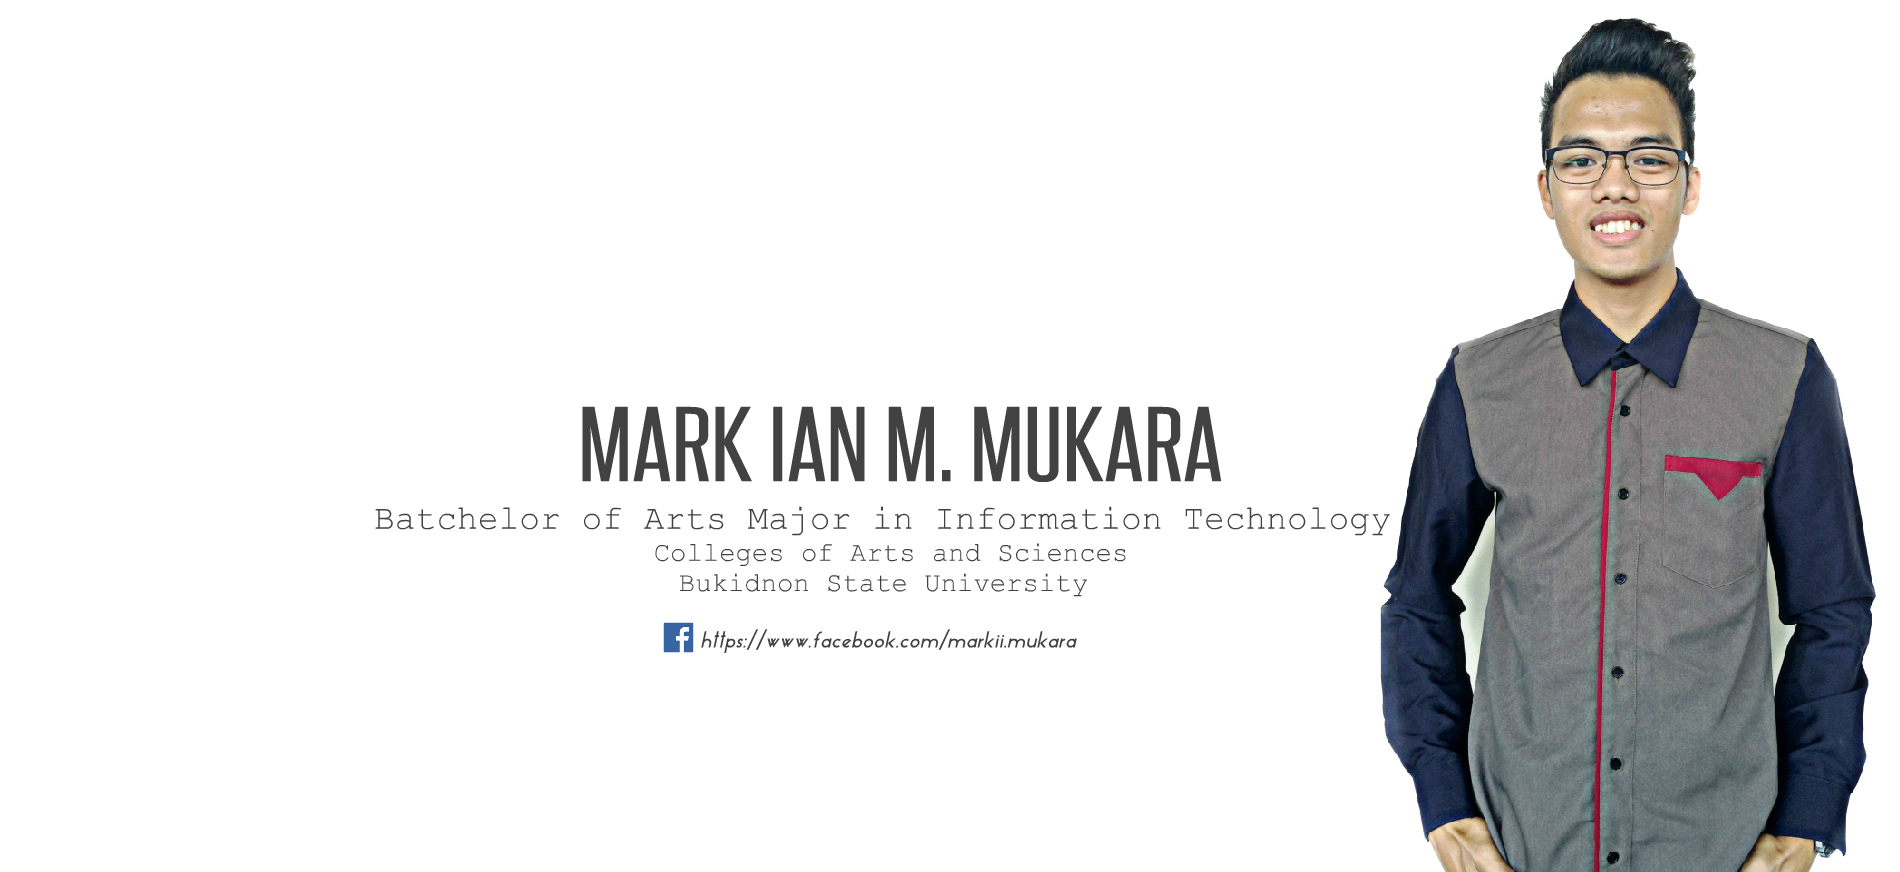 MARK IAN M. MUKARA
Batchelor of Arts Major in Information Technology
Colleges of Arts and Sciences
Bukidnon State University
https://www.facebook.com/markii.mukara